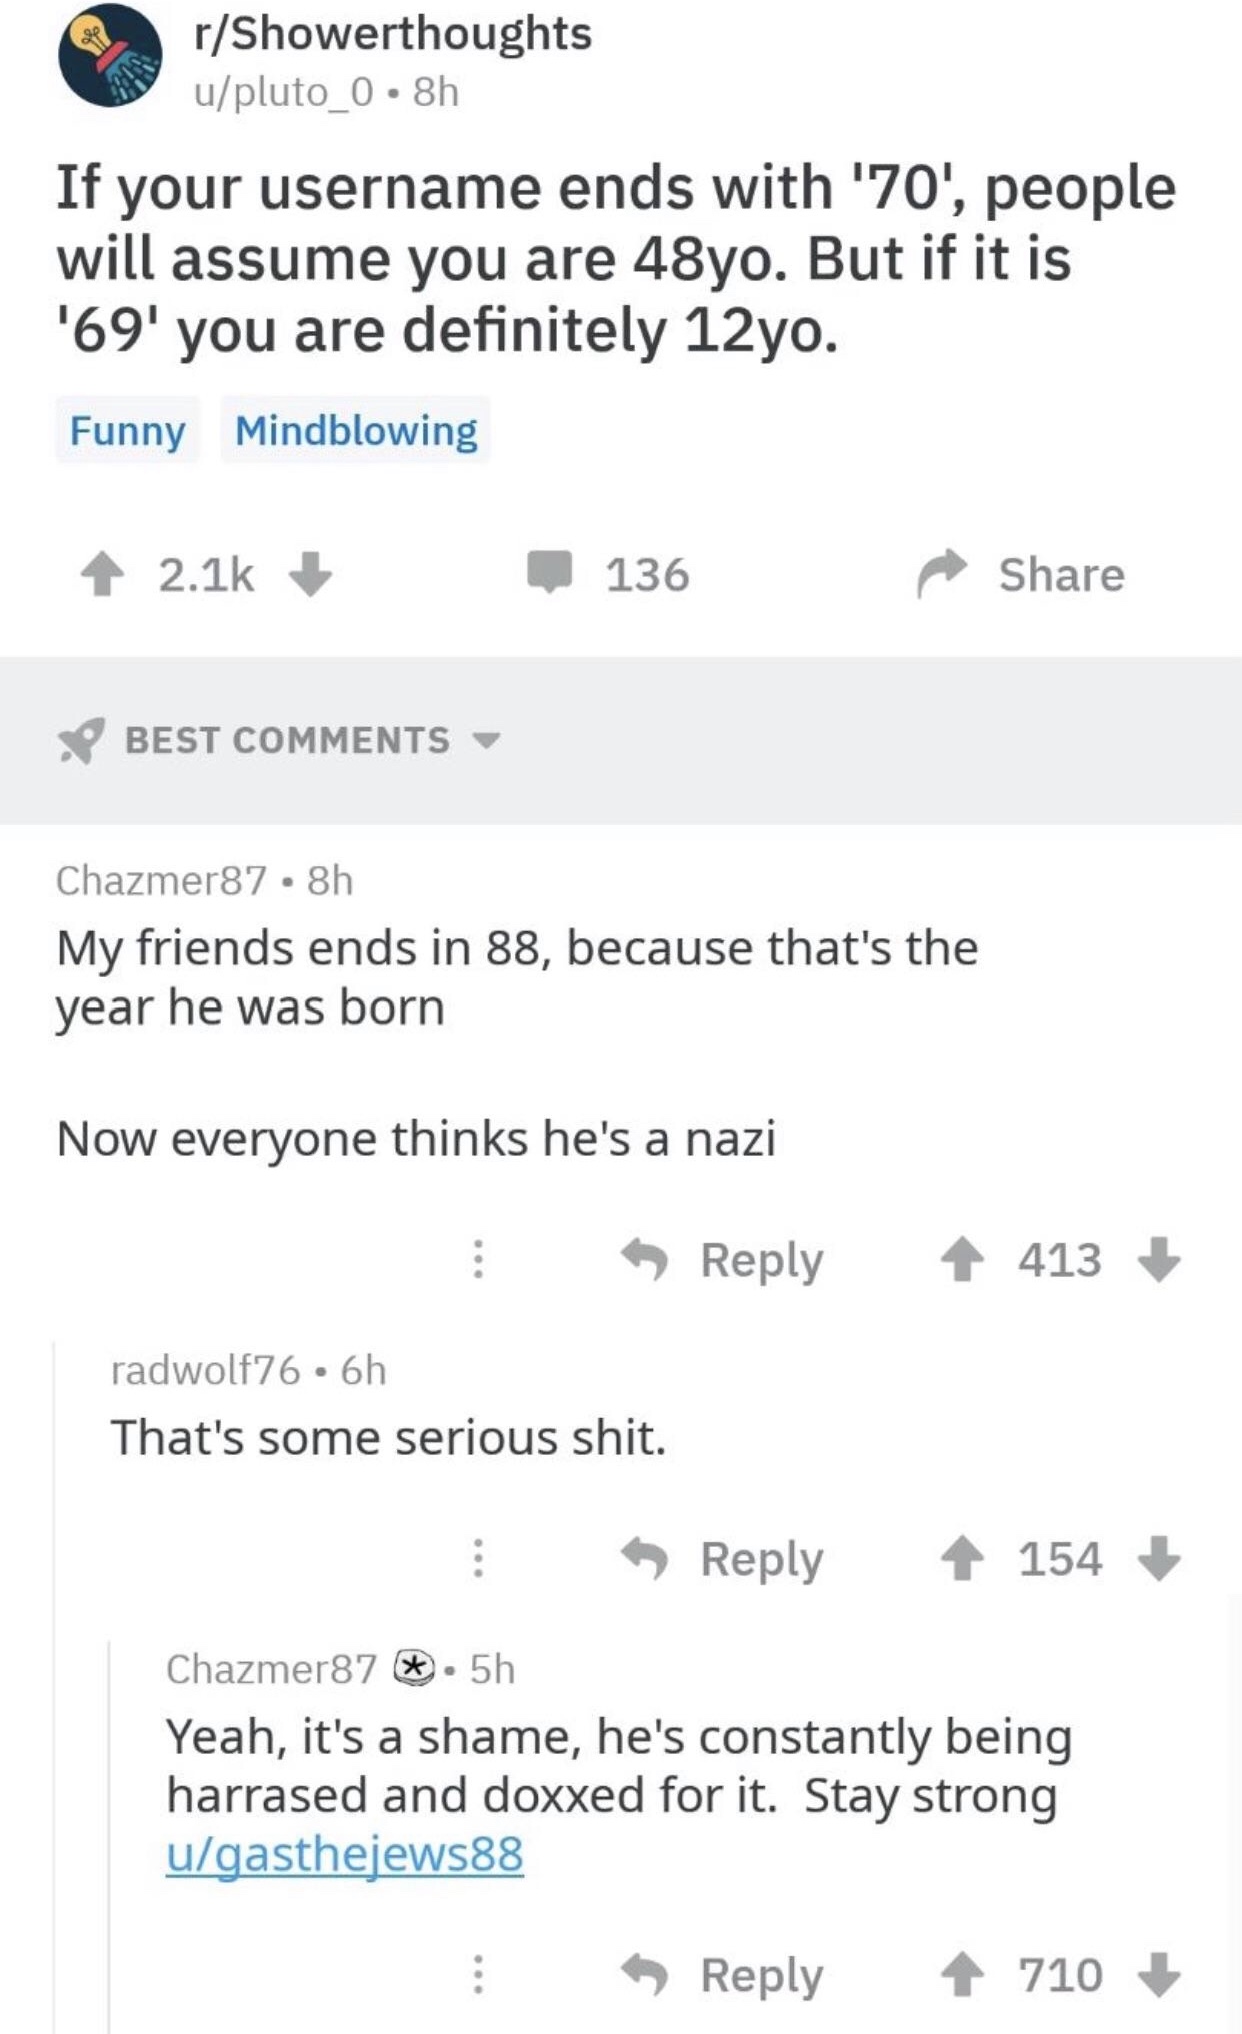 r/Showerthoughts
u/pluto_0 • 8h
If your username ends with '70', people
will assume you are 48yo. But if it is
'69' you are definitely 12yo.
Funny Mindblowing
2.1k 136 Share
BEST COMMENTS
Chazmer87 • 8h
My friends ends in 88, because that's the
year he was born
Now everyone thinks he's a nazi
Reply 413
radwolf76 • 6h
That's some serious shit.
Reply 154
Chazmer87 • 5h
Yeah, it's a shame, he's constantly being
harrased and doxxed for it. Stay strong
u/gasthejews88
Reply 710